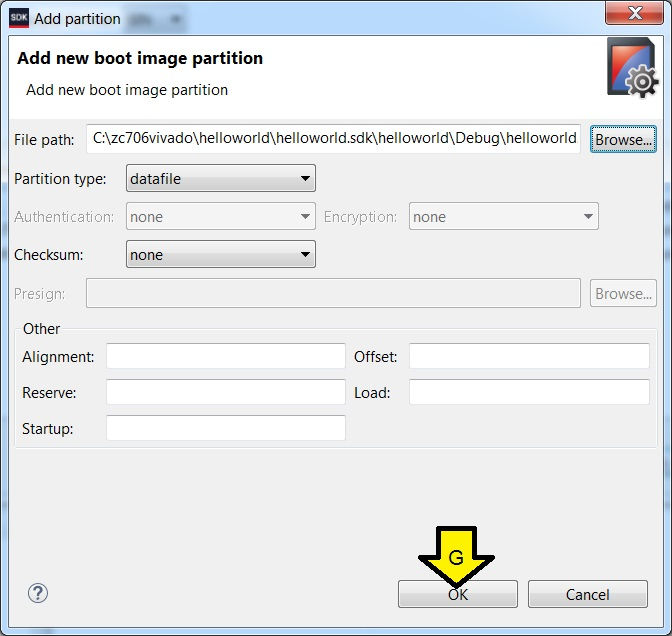 SDK Add partition
Add new boot image partition
Add new boot image partition
File path: C:\zc706vivado\helloworld\helloworld.sdk\helloworld\Debug\helloworld Browse...
Partition type: datafile
Authentication: none Encryption: none
Checksum: none
Presign: Browse...
Other
Alignment: Offset:
Reserve: Load:
Startup:
G
? OK Cancel